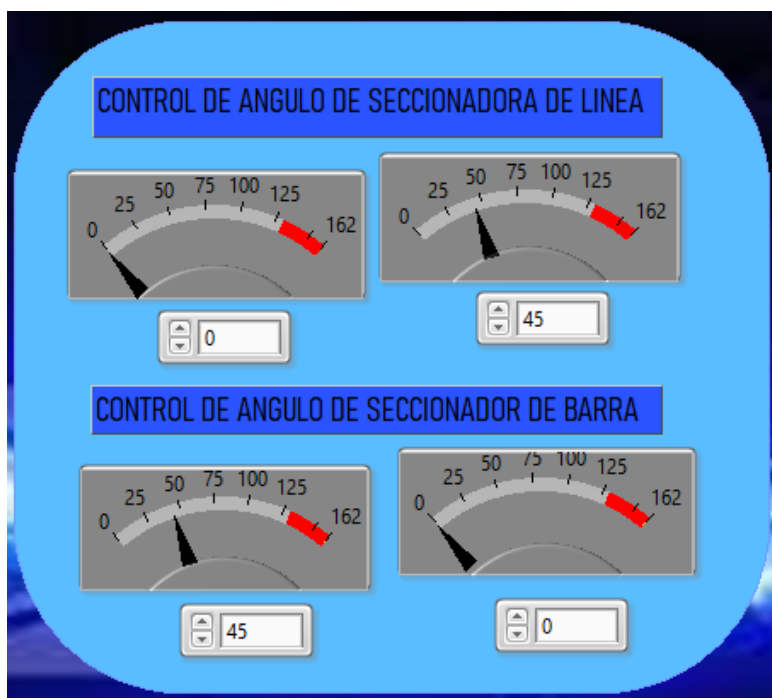 CONTROL DE ANGULO DE SECCIONADORA DE LINEA
0 25 50 75 100 125 162
0 25 50 75 100 125 162
0
45
CONTROL DE ANGULO DE SECCIONADOR DE BARRA
0 25 50 75 100 125 162
0 25 50 75 100 125 162
45
0